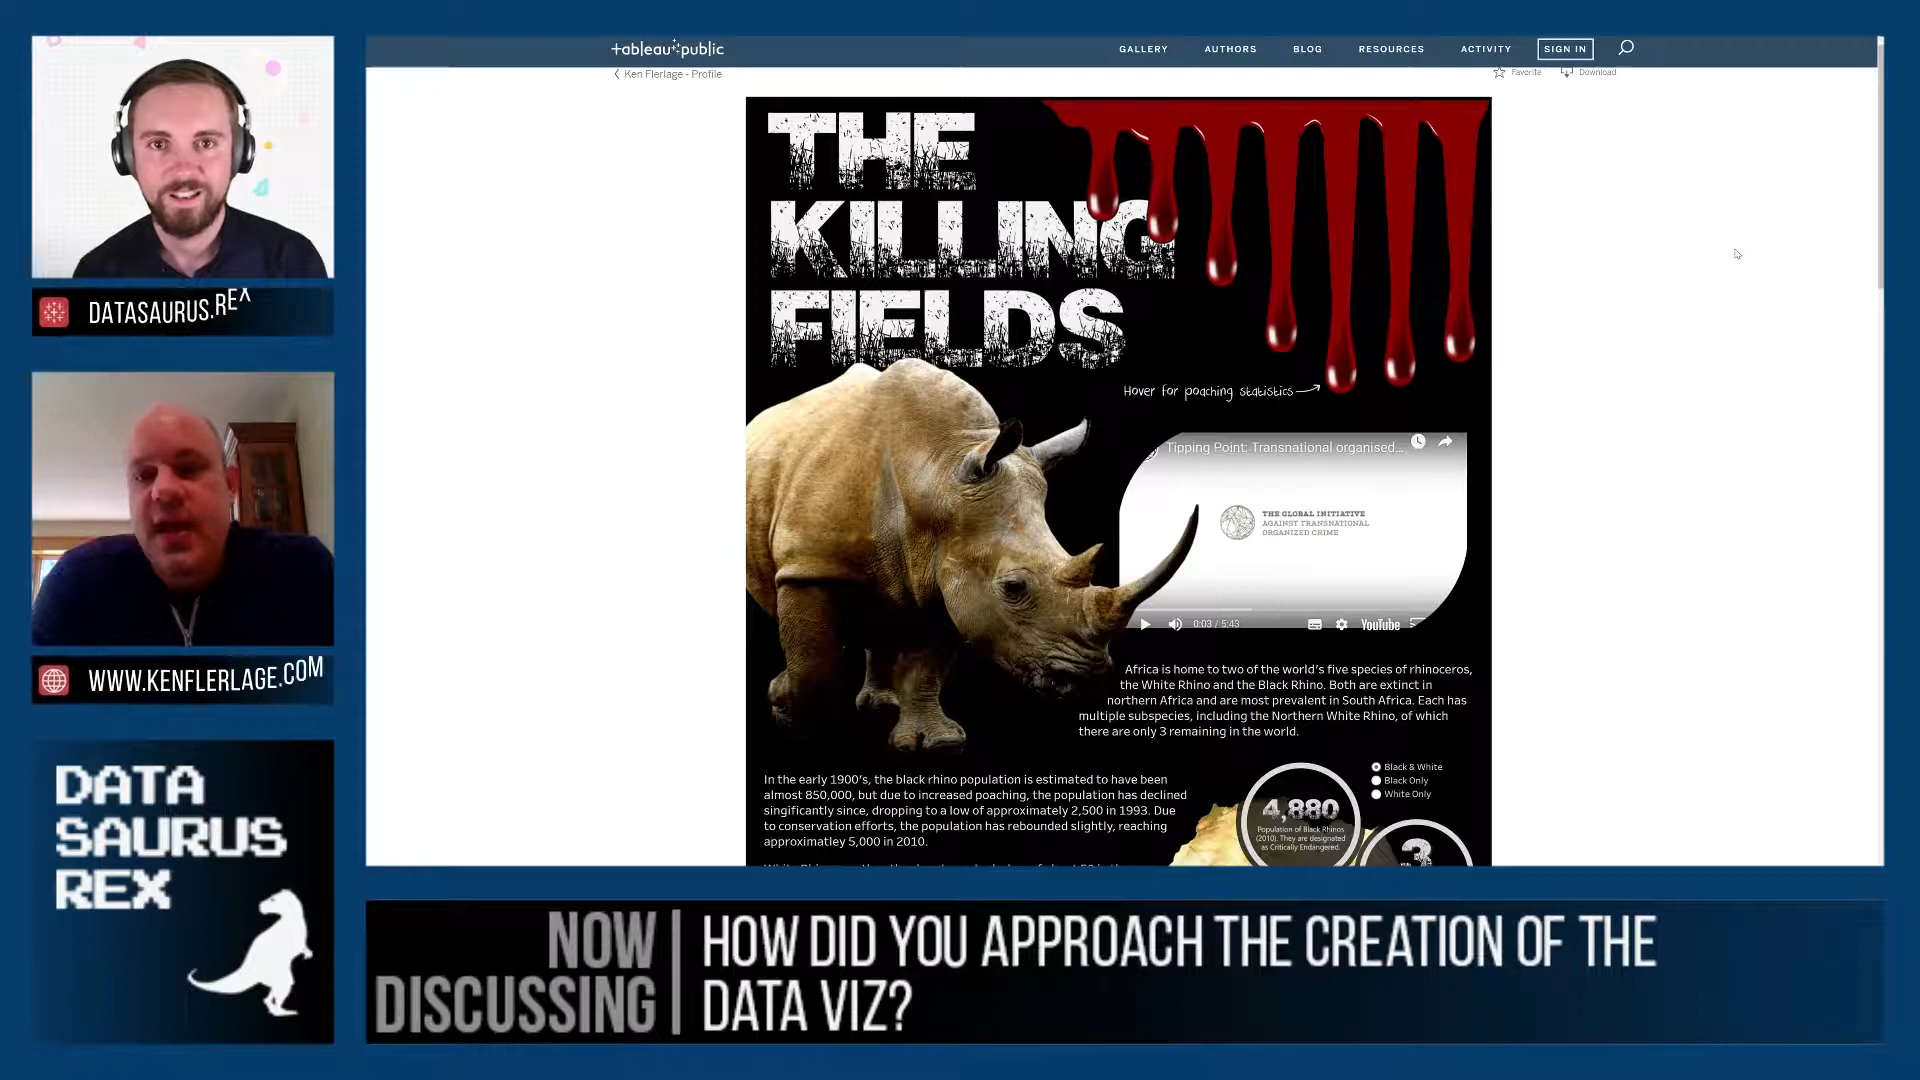 DATASAURUS.REX
WWW.KENFLERLAGE.COM
DATA
SAURUS
REX
+ableau public
GALLERY
AUTHORS
BLOG
RESOURCES
ACTIVITY
SIGN IN
Ken Flerlage - Profile
Favorite
Download
THE
KILLING
FIELDS
Hover for poaching statistics
Tipping Point: Transnational organised...
THE GLOBAL INITIATIVE
AGAINST TRANSNATIONAL
ORGANIZED CRIME
0:03 / 5:43
YouTube
Africa is home to two of the world's five species of rhinoceros,
the White Rhino and the Black Rhino. Both are extinct in
northern Africa and are most prevalent in South Africa. Each has
multiple subspecies, including the Northern White Rhino, of which
there are only 3 remaining in the world.
In the early 1900's, the black rhino population is estimated to have been
almost 850,000, but due to increased poaching, the population has declined
singificantly since, dropping to a low of approximately 2,500 in 1993. Due
to conservation efforts, the population has rebounded slightly, reaching
approximatley 5,000 in 2010.
Black & White
Black Only
White Only
4,880
Population of Black Rhinos
(2010). They are designated
as Critically Endangered.
3
NOW
DISCUSSING
HOW DID YOU APPROACH THE CREATION OF THE
DATA VIZ?